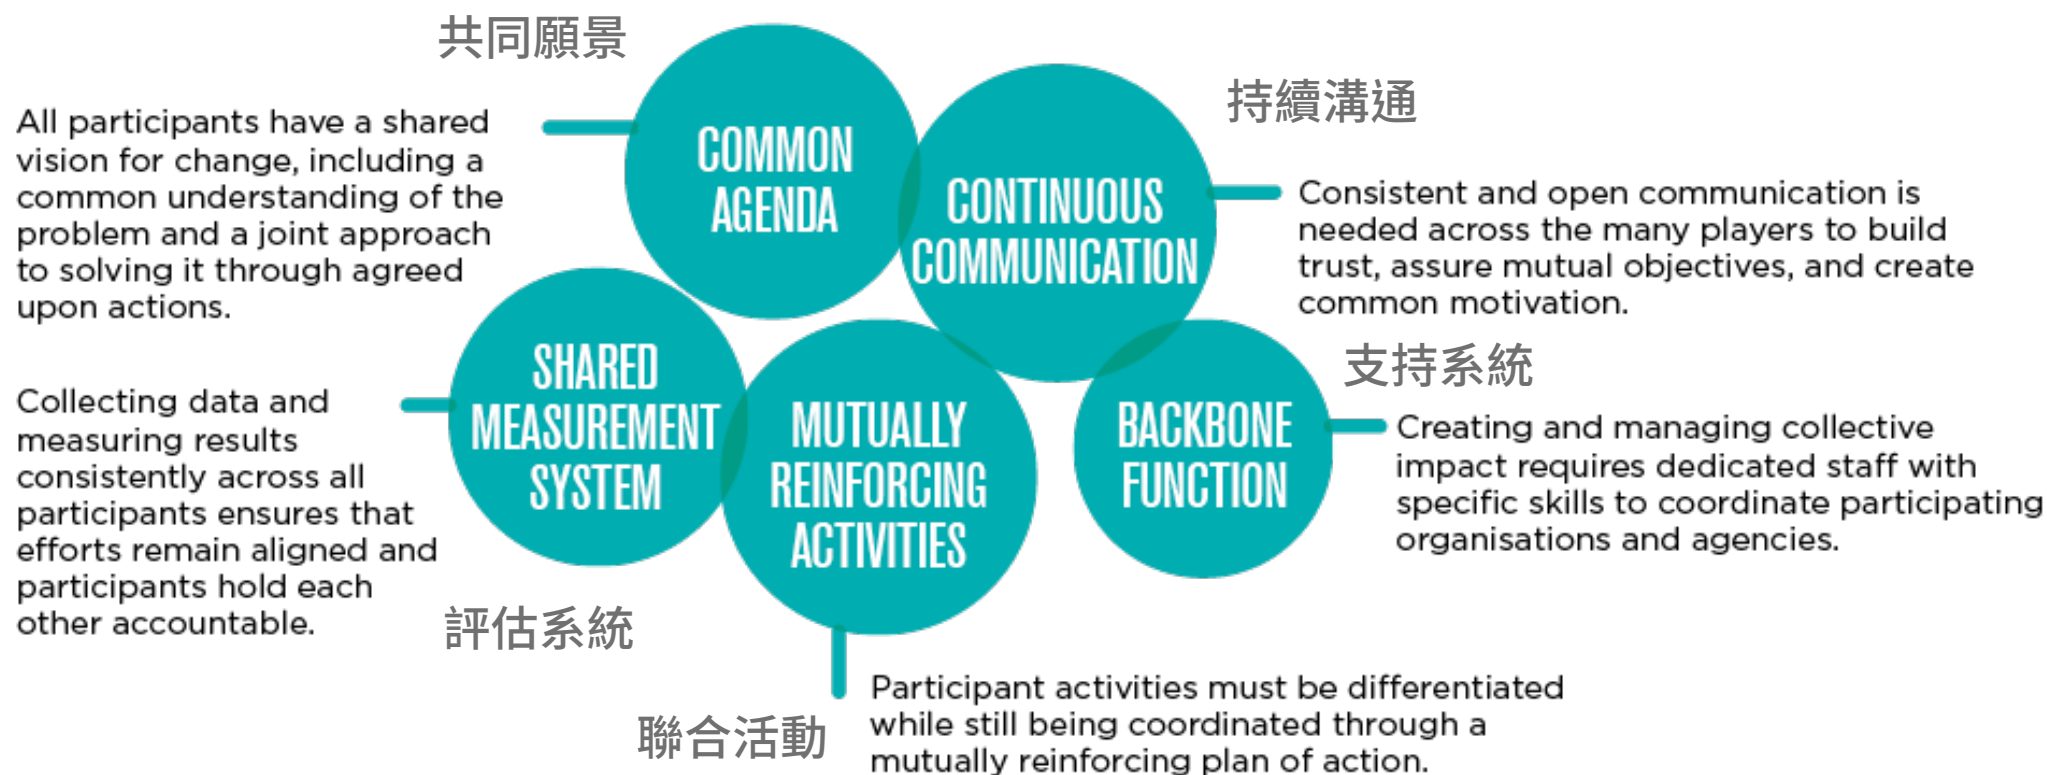 共同願景
All participants have a shared
vision for change, including a
common understanding of the
problem and a joint approach
to solving it through agreed
upon actions.
COMMON
AGENDA
持續溝通
CONTINUOUS
COMMUNICATION
Consistent and open communication is
needed across the many players to build
trust, assure mutual objectives, and create
common motivation.
Collecting data and
measuring results
consistently across all
participants ensures that
efforts remain aligned and
participants hold each
other accountable.
SHARED
MEASUREMENT
SYSTEM
評估系統
MUTUALLY
REINFORCING
ACTIVITIES
聯合活動
Participant activities must be differentiated
while still being coordinated through a
mutually reinforcing plan of action.
支持系統
BACKBONE
FUNCTION
Creating and managing collective
impact requires dedicated staff with
specific skills to coordinate participating
organisations and agencies.